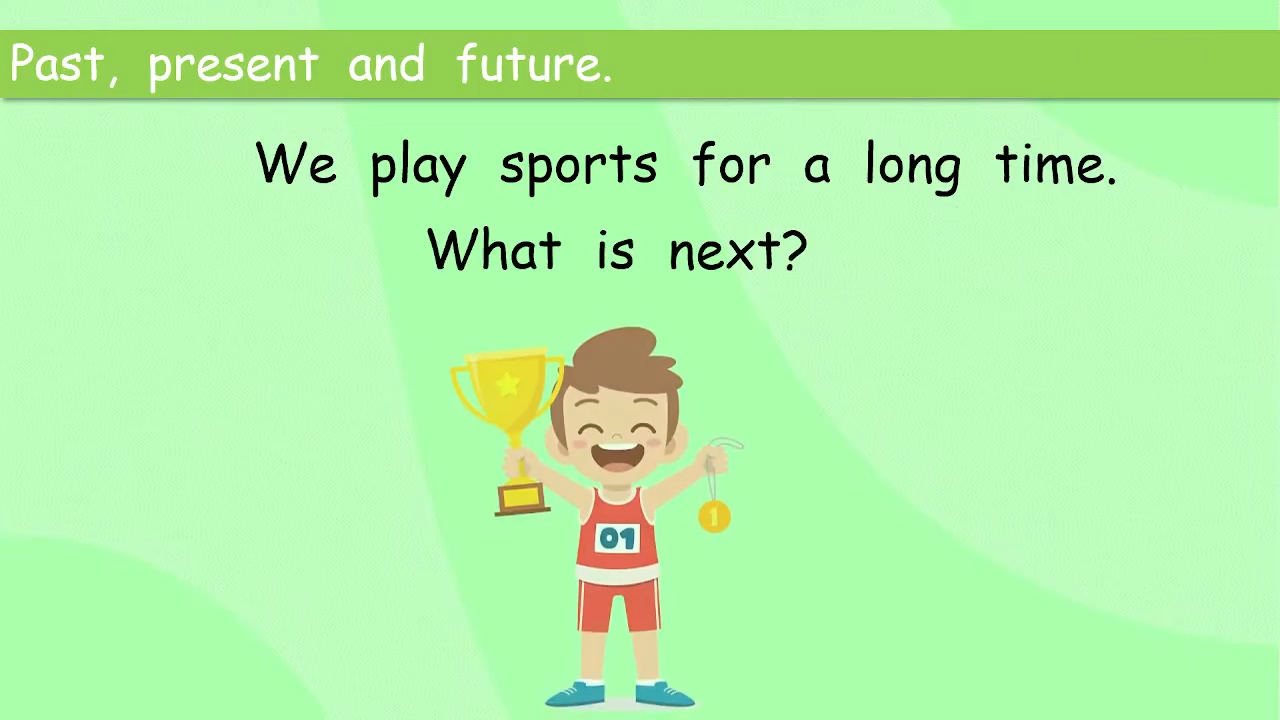 Past, present and future.
We play sports for a long time.
What is next?
01
1